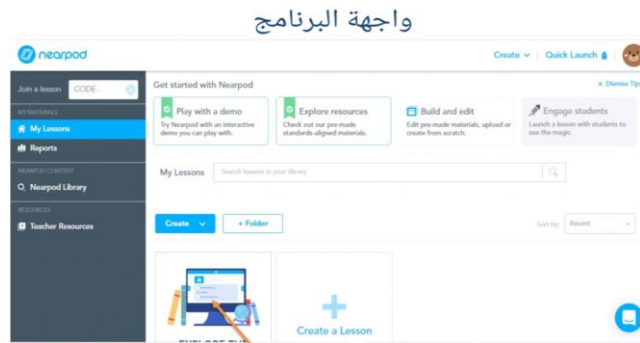 واجهة البرنامج
nearpod
Create
Quick Launch
Join a lesson
CODE...
Get started with Nearpod
× Dismiss Tips
Play with a demo
Try Nearpod with an interactive
demo you can play with.
Explore resources
Check out our pre-made
standards-aligned materials.
Build and edit
Edit pre-made materials, upload or
create from scratch.
Engage students
Launch a lesson with students to
see the magic.
MY MATERIALS
My Lessons
Reports
NEARPOD CONTENT
Nearpod Library
RESOURCES
Teacher Resources
My Lessons
Search lessons in your library
Create
+ Folder
Sort by:
Recent
EXPLORE THE
Create a Lesson